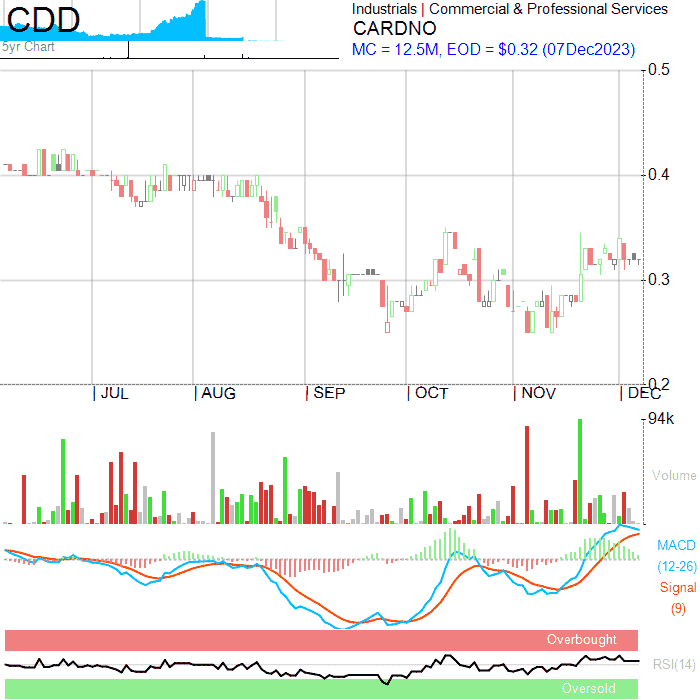 CDD
5yr Chart
Industrials | Commercial & Professional Services
CARDNO
MC = 12.5M, EOD = $0.32 (07Dec2023)
0.5
0.4
0.3
0.2
| JUL | AUG | SEP | OCT | NOV | DEC
94k
Volume
MACD
(12-26)
Signal
(9)
Overbought
RSI(14)
Oversold